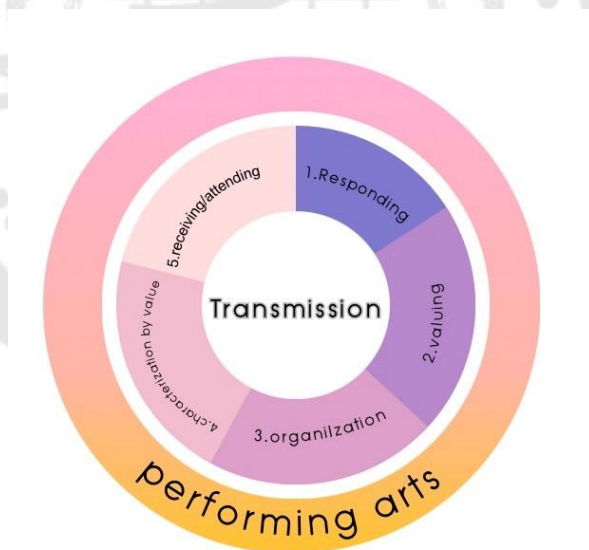 1.Responding
2.valuing
3.organilzation
4.characterization by value
5.receiving/attending
Transmission
performing arts